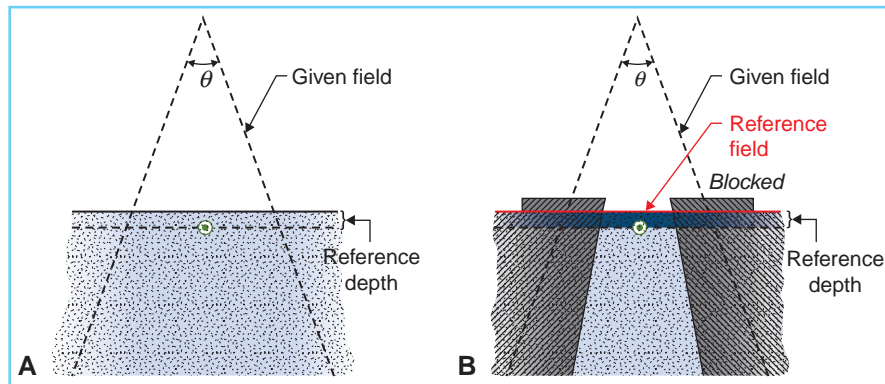 θ
Given field
Reference
depth
A
θ
Given field
Reference
field
Blocked
Reference
depth
B